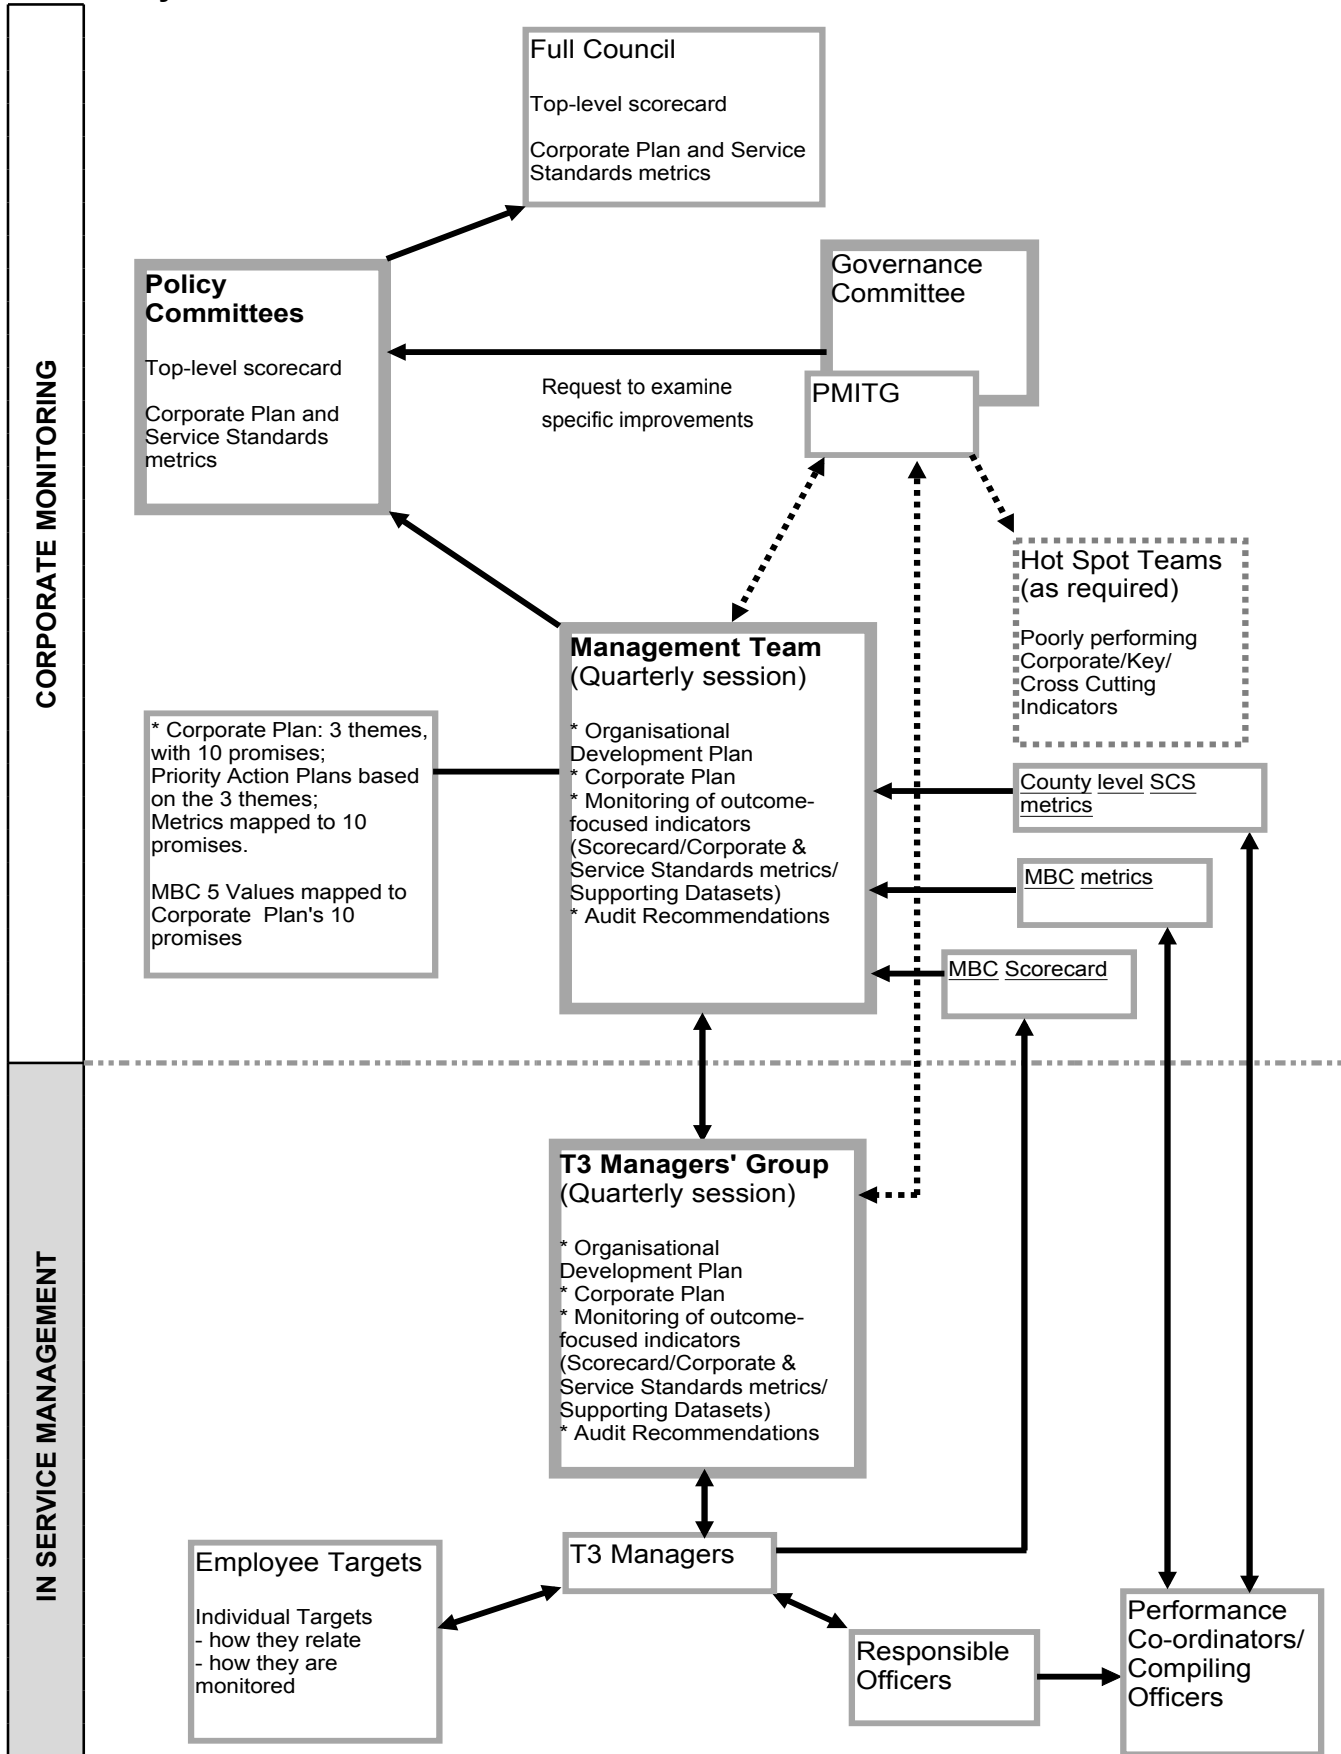 Full Council
Top-level scorecard
Corporate Plan and Service
Standards metrics
Policy
Committees
Top-level scorecard
Corporate Plan and
Service Standards
metrics
Governance
Committee
PMITG
Request to examine
specific improvements
Hot Spot Teams
(as required)
Poorly performing
Corporate/Key/
Cross Cutting
Indicators
CORPORATE MONITORING
Management Team
(Quarterly session)
* Organisational
Development Plan
* Corporate Plan
* Monitoring of outcome-
focused indicators
(Scorecard/Corporate &
Service Standards metrics/
Supporting Datasets)
* Audit Recommendations
* Corporate Plan: 3 themes,
with 10 promises;
Priority Action Plans based
on the 3 themes;
Metrics mapped to 10
promises.
MBC 5 Values mapped to
Corporate Plan's 10
promises
County level SCS
metrics
MBC metrics
MBC Scorecard
IN SERVICE MANAGEMENT
T3 Managers' Group
(Quarterly session)
* Organisational
Development Plan
* Corporate Plan
* Monitoring of outcome-
focused indicators
(Scorecard/Corporate &
Service Standards metrics/
Supporting Datasets)
* Audit Recommendations
T3 Managers
Employee Targets
Individual Targets
- how they relate
- how they are
monitored
Responsible
Officers
Performance
Co-ordinators/
Compiling
Officers